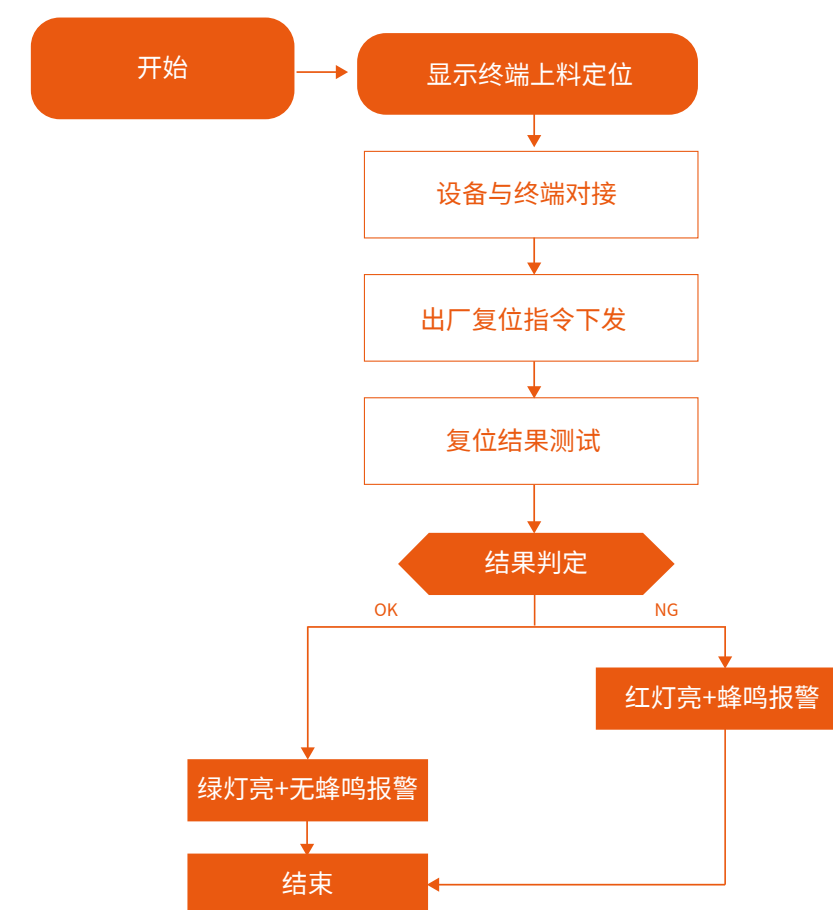 开始
显示终端上料定位
设备与终端对接
出厂复位指令下发
复位结果测试
结果判定
OK
NG
红灯亮+蜂鸣报警
绿灯亮+无蜂鸣报警
结束